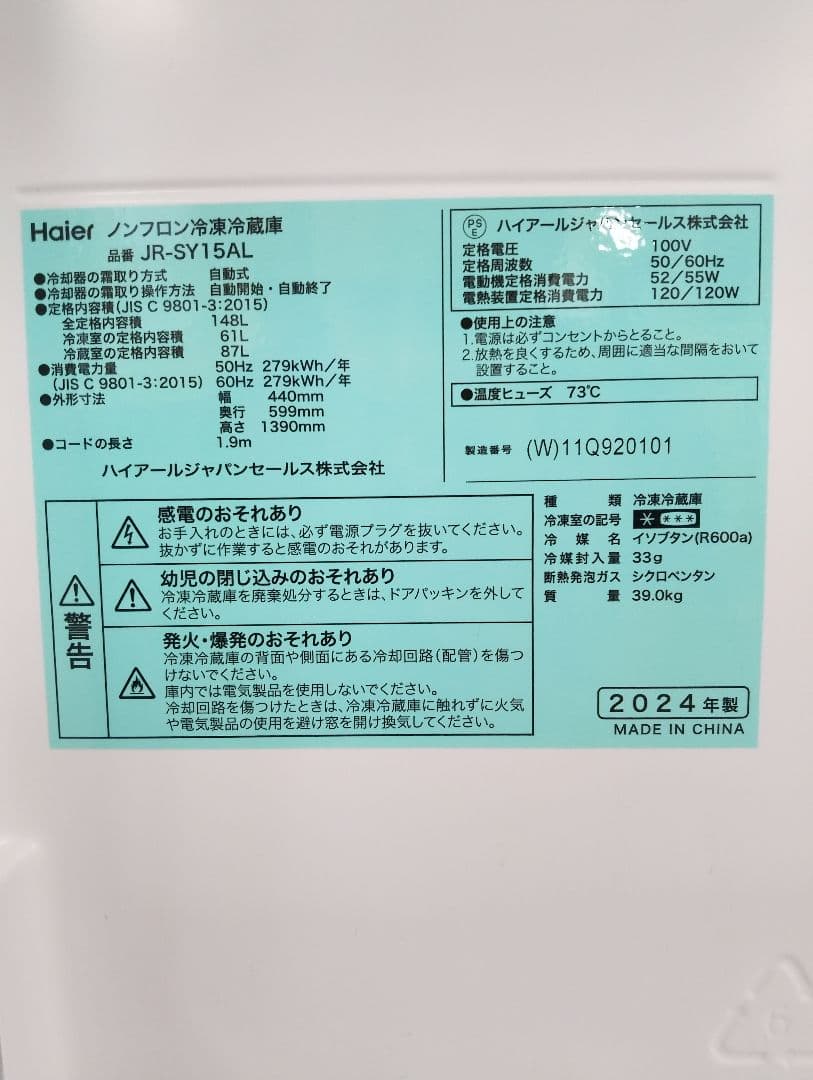 Haier ノンフロン冷凍冷蔵庫
品番 JR-SY15AL
●冷却器の霜取り方式 自動式
●冷却器の霜取り操作方法 自動開始・自動終了
●定格内容積(JIS C 9801-3:2015)
全定格内容積 148L
冷凍室の定格内容積 61L
冷蔵室の定格内容積 87L
●消費電力量 50Hz 279kWh/年
(JIS C 9801-3:2015) 60Hz 279kWh/年
●外形寸法 幅 440mm
奥行 599mm
高さ 1390mm
●コードの長さ 1.9m
ハイアールジャパンセールス株式会社
PS
E
ハイアールジャパンセールス株式会社
定格電圧 100V
定格周波数 50/60Hz
電動機定格消費電力 52/55W
電熱装置定格消費電力 120/120W
●使用上の注意
1.電源は必ずコンセントからとること。
2.放熱を良くするため、周囲に適当な間隔をおいて
設置すること。
●温度ヒューズ 73℃
製造番号 (W)11Q920101
警告
感電のおそれあり
お手入れのときには、必ず電源プラグを抜いてください。
抜かずに作業すると感電のおそれがあります。
幼児の閉じ込めのおそれあり
冷凍冷蔵庫を廃棄処分するときは、ドアパッキンを外して
ください。
発火・爆発のおそれあり
冷凍冷蔵庫の背面や側面にある冷却回路(配管)を傷つ
けないでください。
庫内では電気製品を使用しないでください。
冷却回路を傷つけたときは、冷凍冷蔵庫に触れずに火気
や電気製品の使用を避け窓を開け換気してください。
種類 冷凍冷蔵庫
冷凍室の記号
冷媒名 イソブタン(R600a)
冷媒封入量 33g
断熱発泡ガス シクロペンタン
質量 39.0kg
2024年製
MADE IN CHINA
6